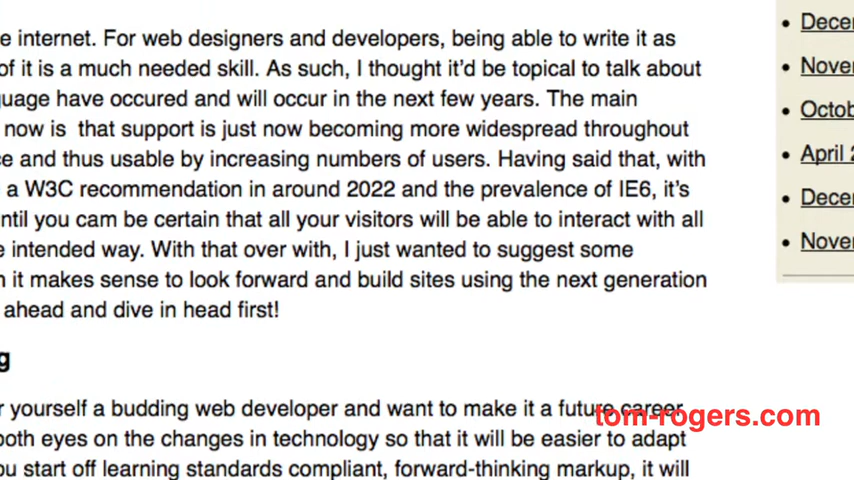 e internet. For web designers and developers, being able to write it as
of it is a much needed skill. As such, I thought it’d be topical to talk about
guage have occured and will occur in the next few years. The main
now is that support is just now becoming more widespread throughout
ce and thus usable by increasing numbers of users. Having said that, with
a W3C recommendation in around 2022 and the prevalence of IE6, it’s
ntil you cam be certain that all your visitors will be able to interact with all
e intended way. With that over with, I just wanted to suggest some
n it makes sense to look forward and build sites using the next generation
ahead and dive in head first!
g
r yourself a budding web developer and want to make it a future career
both eyes on the changes in technology so that it will be easier to adapt
ou start off learning standards compliant, forward-thinking markup, it will
Decem
Novem
Octob
April 2
Decem
Novem
tom-rogers.com